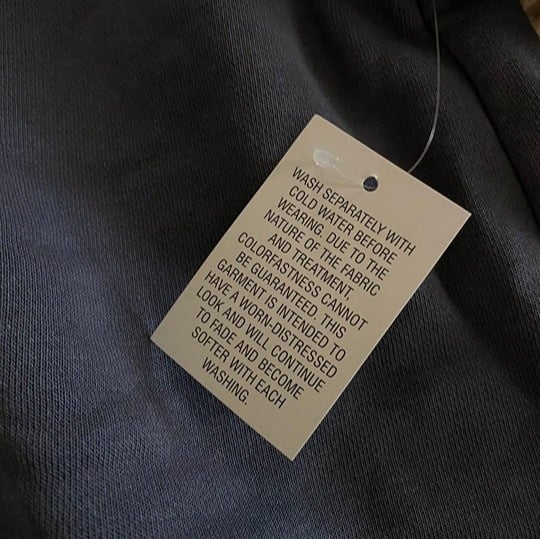 WASH SEPARATELY WITH
COLD WATER BEFORE
WEARING, DUE TO THE
NATURE OF THE FABRIC
AND TREATMENT,
COLORFASTNESS CANNOT
BE GUARANTEED. THIS
GARMENT IS INTENDED TO
HAVE A WORN-DISTRESSED
LOOK AND WILL CONTINUE
TO FADE AND BECOME
SOFTER WITH EACH
WASHING.